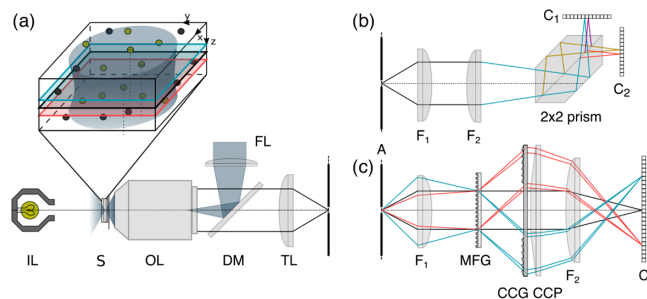 (a)
y
x
z
FL
IL
S
OL
DM
TL
(b)
C1
C2
2x2 prism
F1
F2
A
(c)
F1
MFG
CCG CCP
F2
C